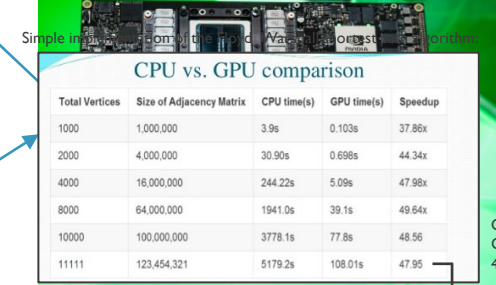 Simple of the
CPU vs. GPU comparison
Total Vertices Size of Adjacency Matrix CPU time(s) GPU time(s) Speedup
1000 1,000,000 3.9s 0.103s 37.86x
2000 4,000,000 30.90s 0.698s 44.34x
4000 16,000,000 244.22s 5.09s 47.98x
8000 64,000,000 1941.0s 39.1s 49.64x
10000 100,000,000 3778.1s 77.8s 48.56
11111 123,454,321 5179.2s 108.01s 47.95